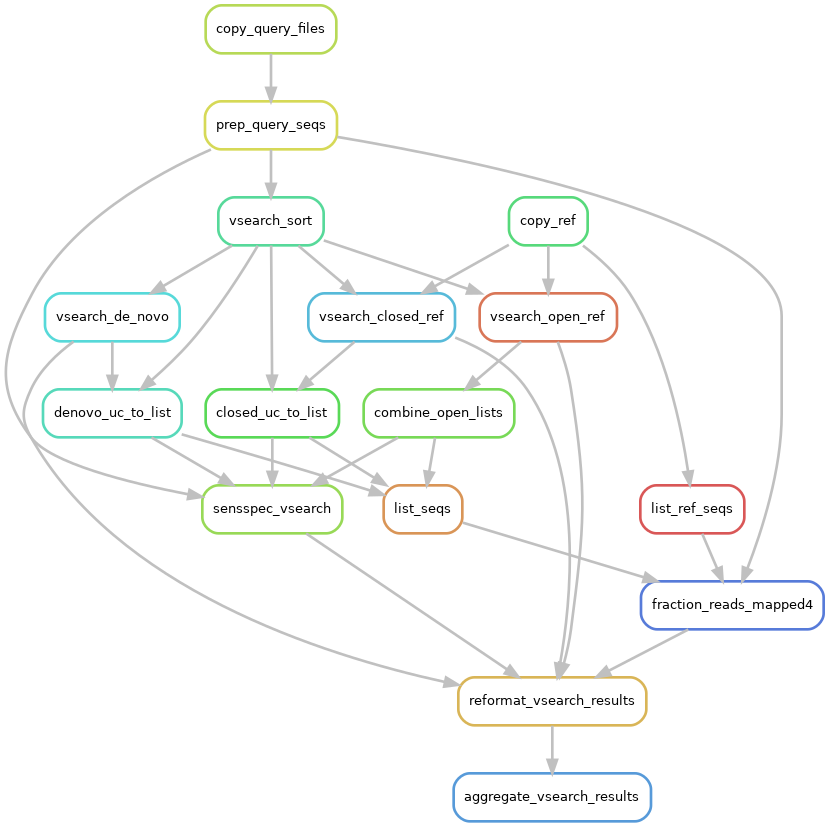 copy_query_files
prep_query_seqs
vsearch_sort
copy_ref
vsearch_de_novo
vsearch_closed_ref
vsearch_open_ref
denovo_uc_to_list
closed_uc_to_list
combine_open_lists
sensspec_vsearch
list_seqs
list_ref_seqs
fraction_reads_mapped4
reformat_vsearch_results
aggregate_vsearch_results